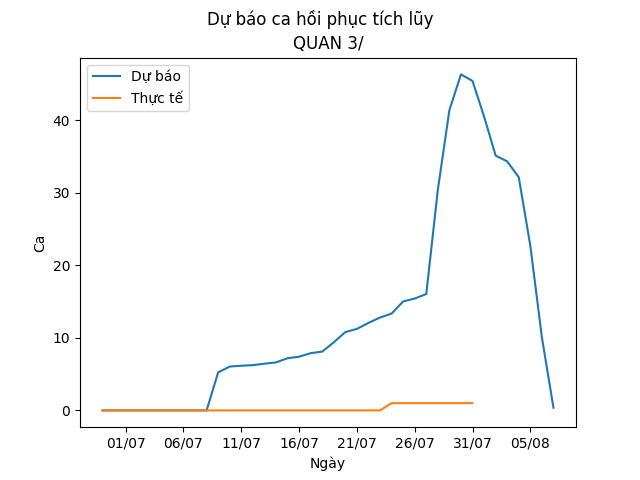 Dự báo ca hồi phục tích lũy
QUAN 3/
Dự báo
Thực tế
40
30
20
10
0
Ca
01/07 06/07 11/07 16/07 21/07 26/07 31/07 05/08
Ngày